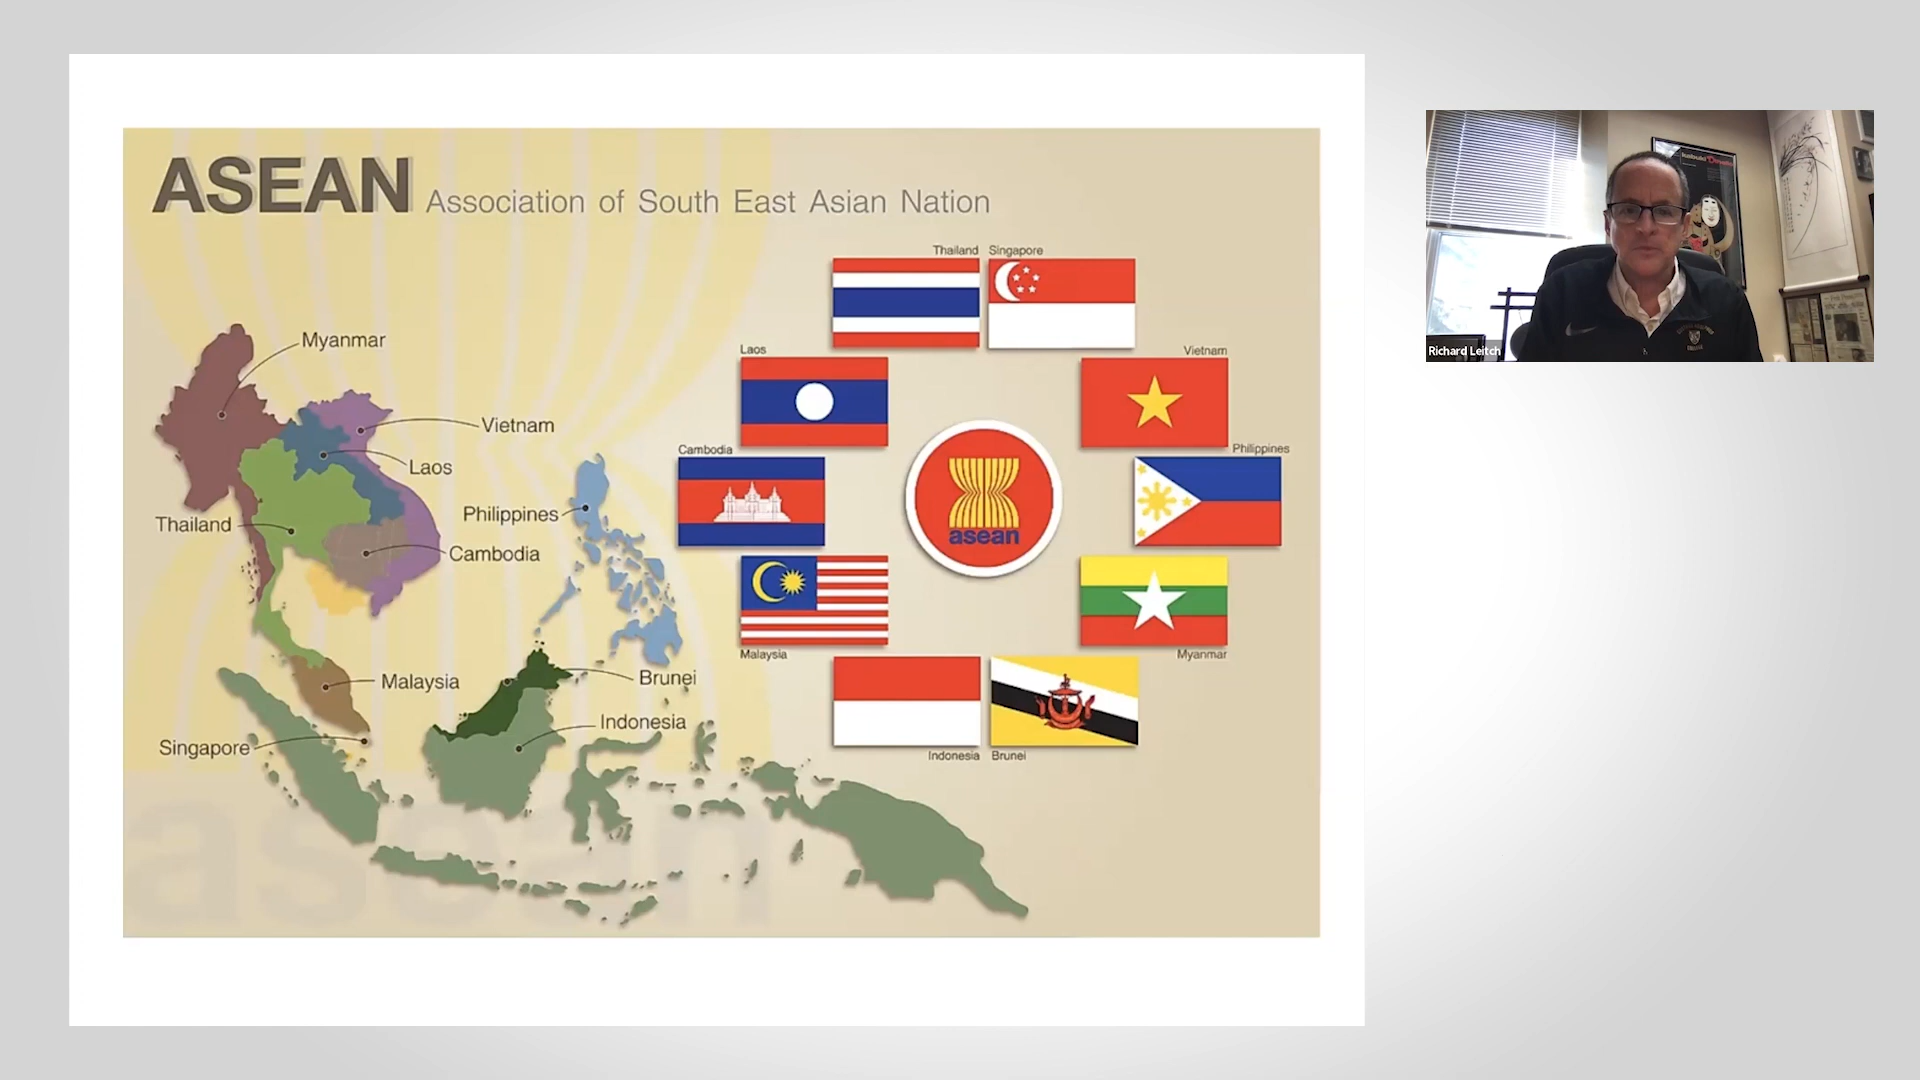 ASEAN Association of South East Asian Nation
Thailand Singapore
Laos Vietnam
Cambodia Philippines
asean
Malaysia Myanmar
Indonesia Brunei
Myanmar
Vietnam
Laos
Philippines
Thailand
Cambodia
Malaysia
Brunei
Indonesia
Singapore
asean
Richard Leitch